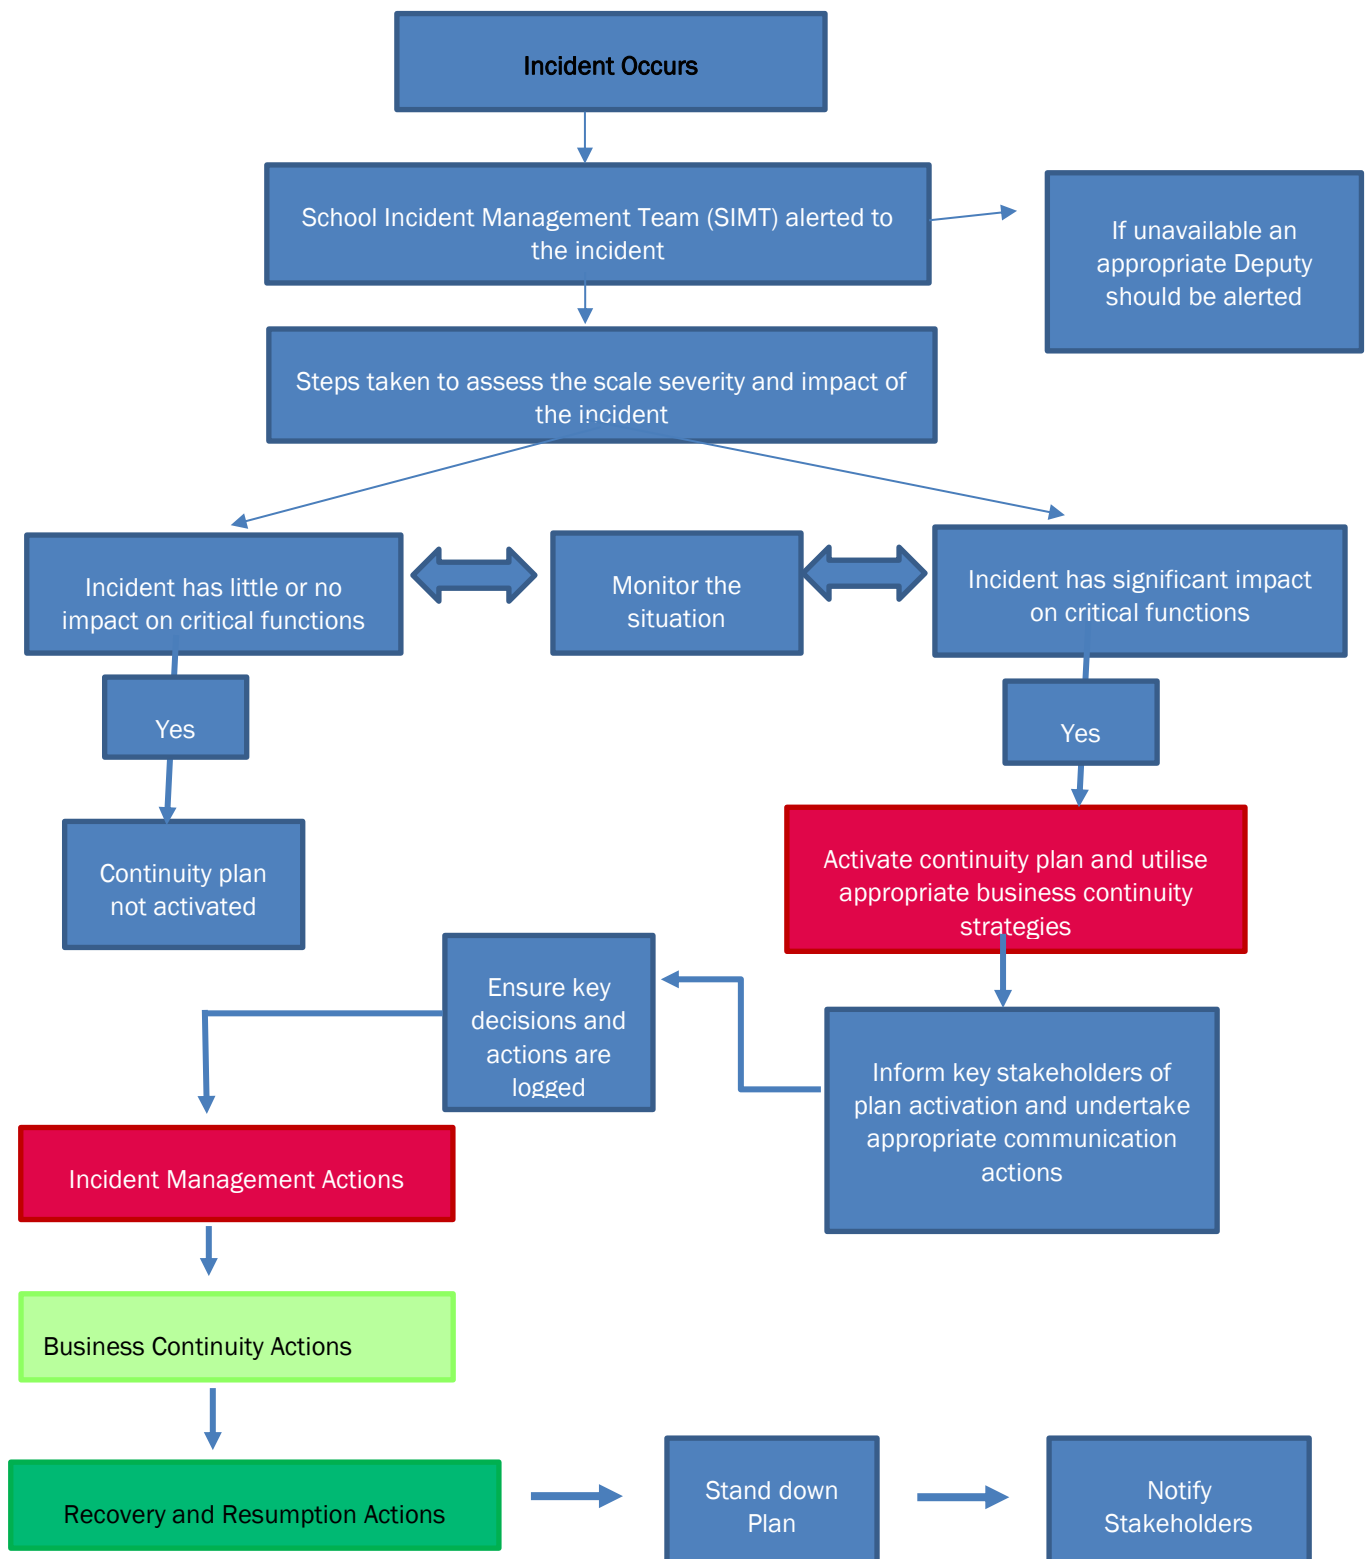 Incident Occurs
School Incident Management Team (SIMT) alerted to
the incident
If unavailable an
appropriate Deputy
should be alerted
Steps taken to assess the scale severity and impact of
the incident
Incident has little or no
impact on critical functions
Monitor the
situation
Incident has significant impact
on critical functions
Yes
Yes
Continuity plan
not activated
Activate continuity plan and utilise
appropriate business continuity
strategies
Ensure key
decisions and
actions are
logged
Inform key stakeholders of
plan activation and undertake
appropriate communication
actions
Incident Management Actions
Business Continuity Actions
Recovery and Resumption Actions
Stand down
Plan
Notify
Stakeholders